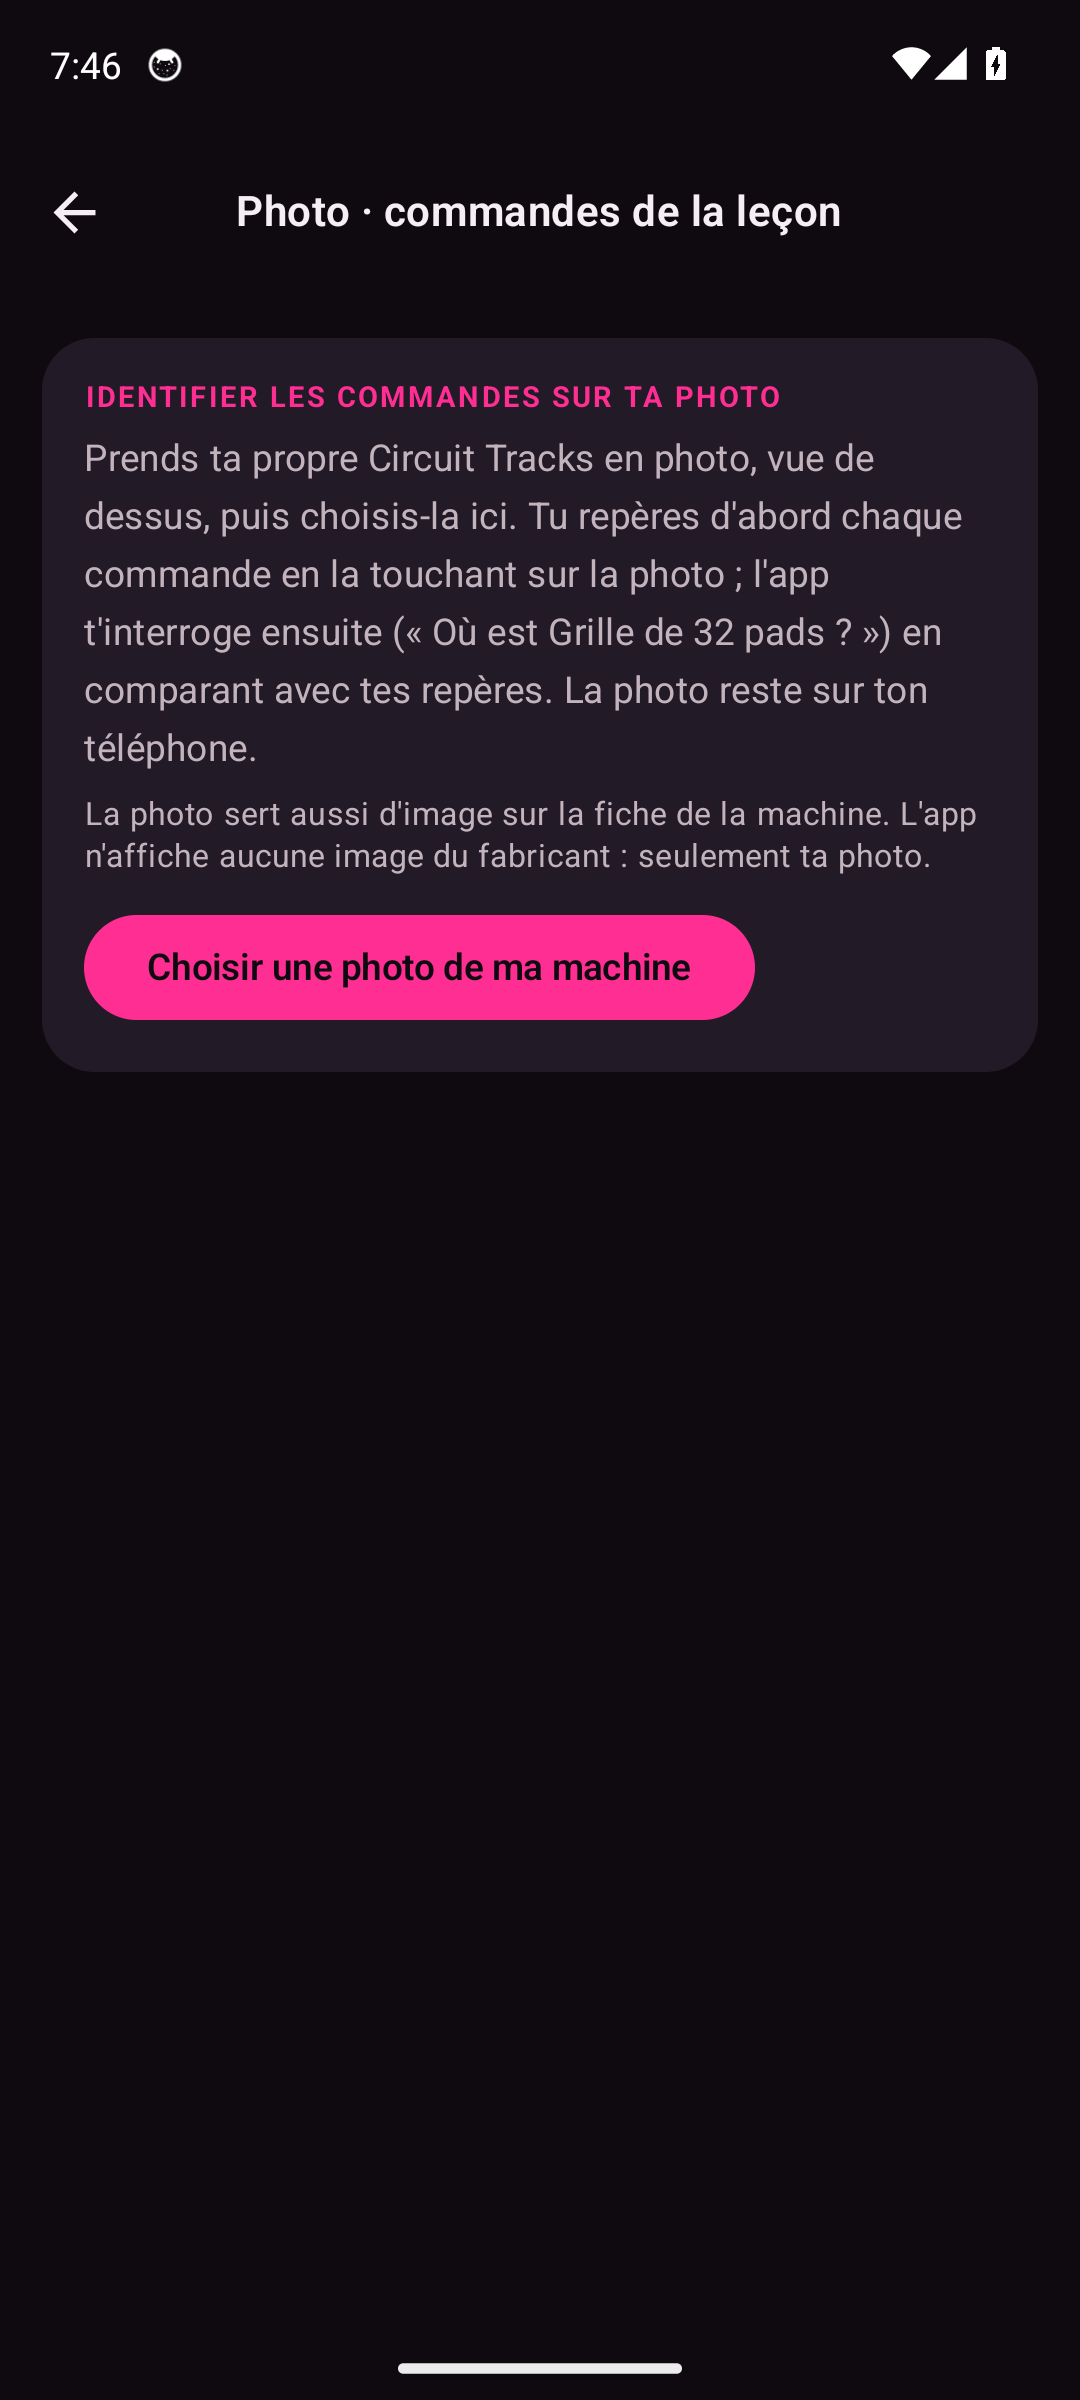 7:46
Photo · commandes de la leçon
IDENTIFIER LES COMMANDES SUR TA PHOTO
Prends ta propre Circuit Tracks en photo, vue de
dessus, puis choisis-la ici. Tu repères d'abord chaque
commande en la touchant sur la photo ; l'app
t'interroge ensuite (« Où est Grille de 32 pads ? ») en
comparant avec tes repères. La photo reste sur ton
téléphone.
La photo sert aussi d'image sur la fiche de la machine. L'app
n'affiche aucune image du fabricant : seulement ta photo.
Choisir une photo de ma machine